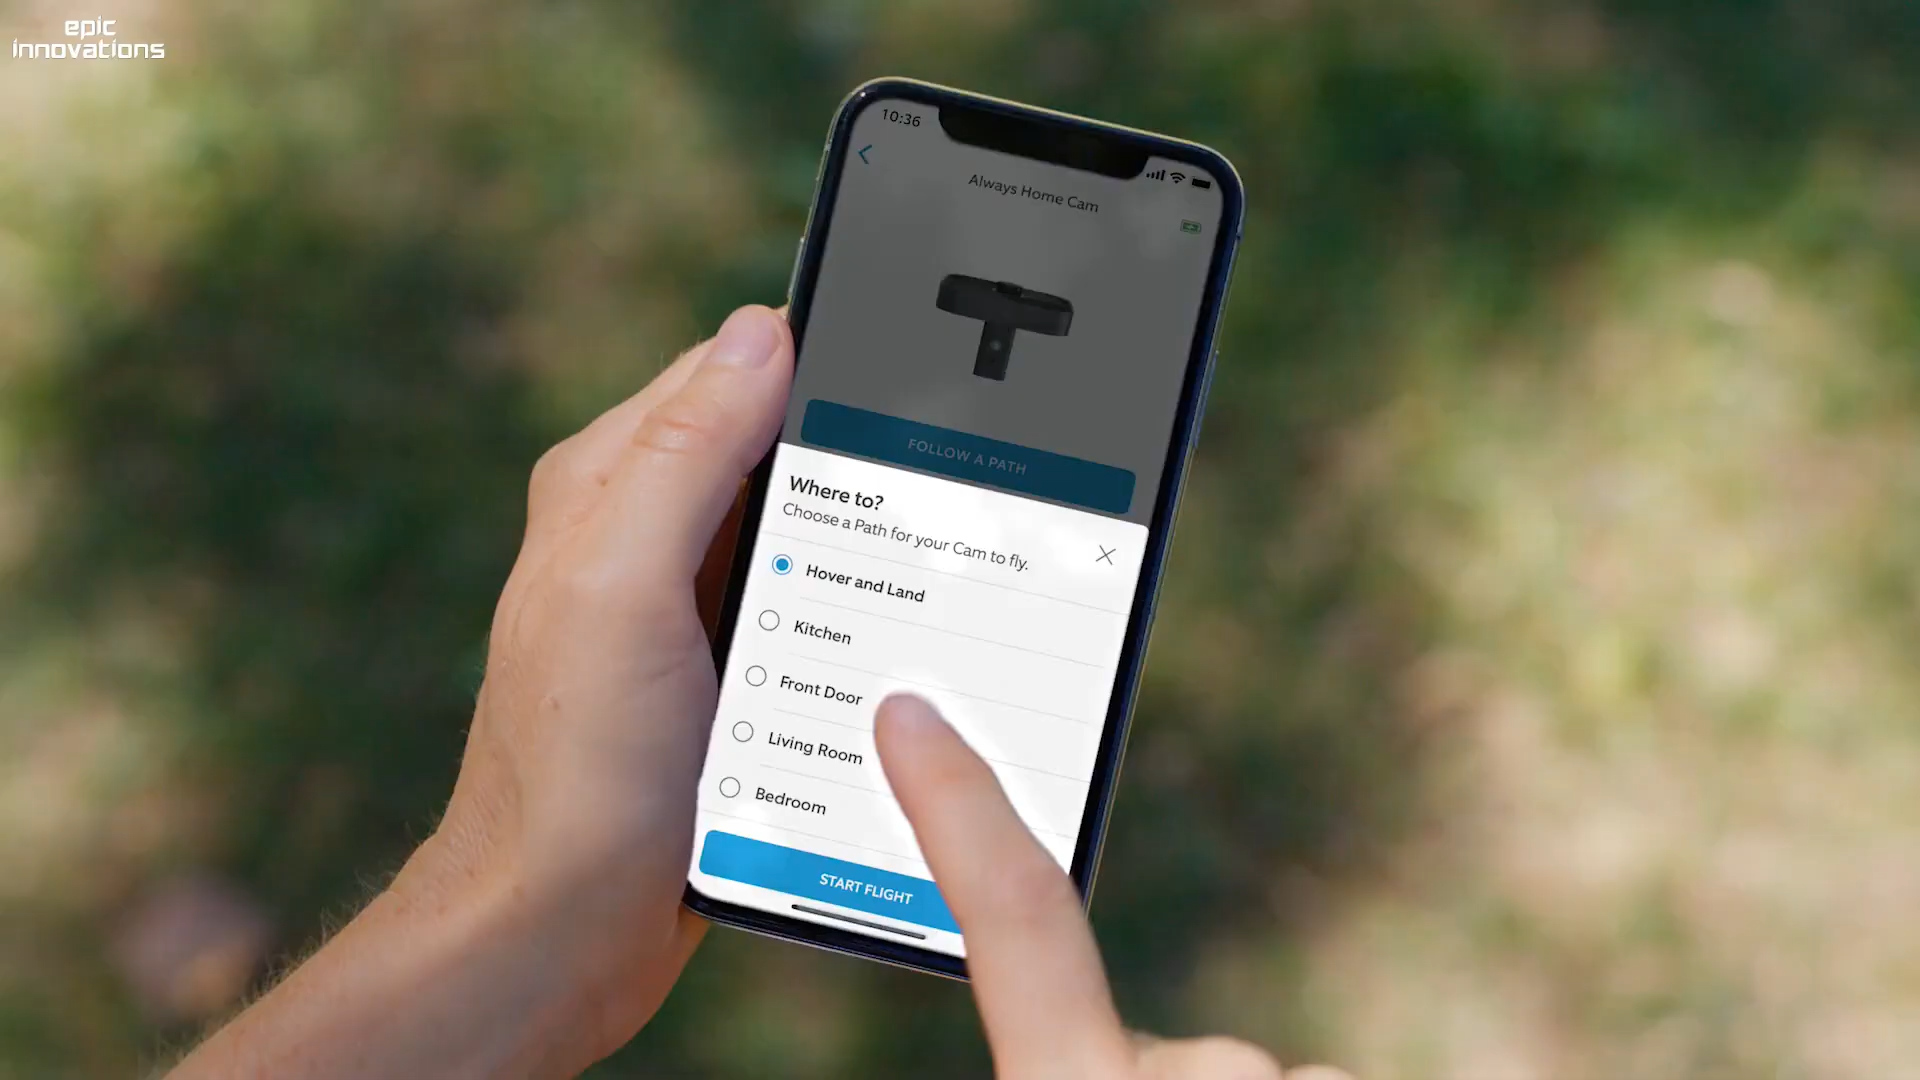 epic
innovations
10:36
Always Home Cam
FOLLOW A PATH
Where to?
Choose a Path for your Cam to fly.
Hover and Land
Kitchen
Front Door
Living Room
Bedroom
START FLIGHT